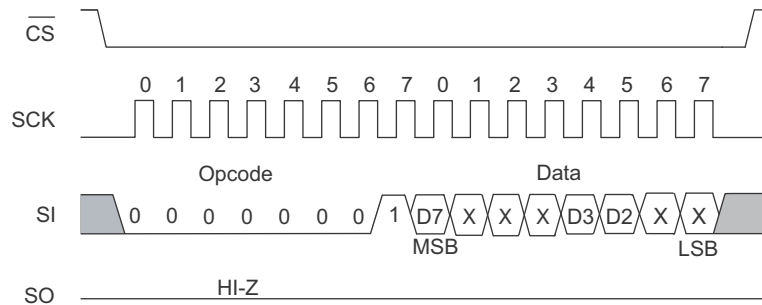 CS
0 1 2 3 4 5 6 7 0 1 2 3 4 5 6 7
SCK
Opcode Data
SI 0 0 0 0 0 0 0 1 D7 X X X D3 D2 X X
MSB LSB
HI-Z
SO